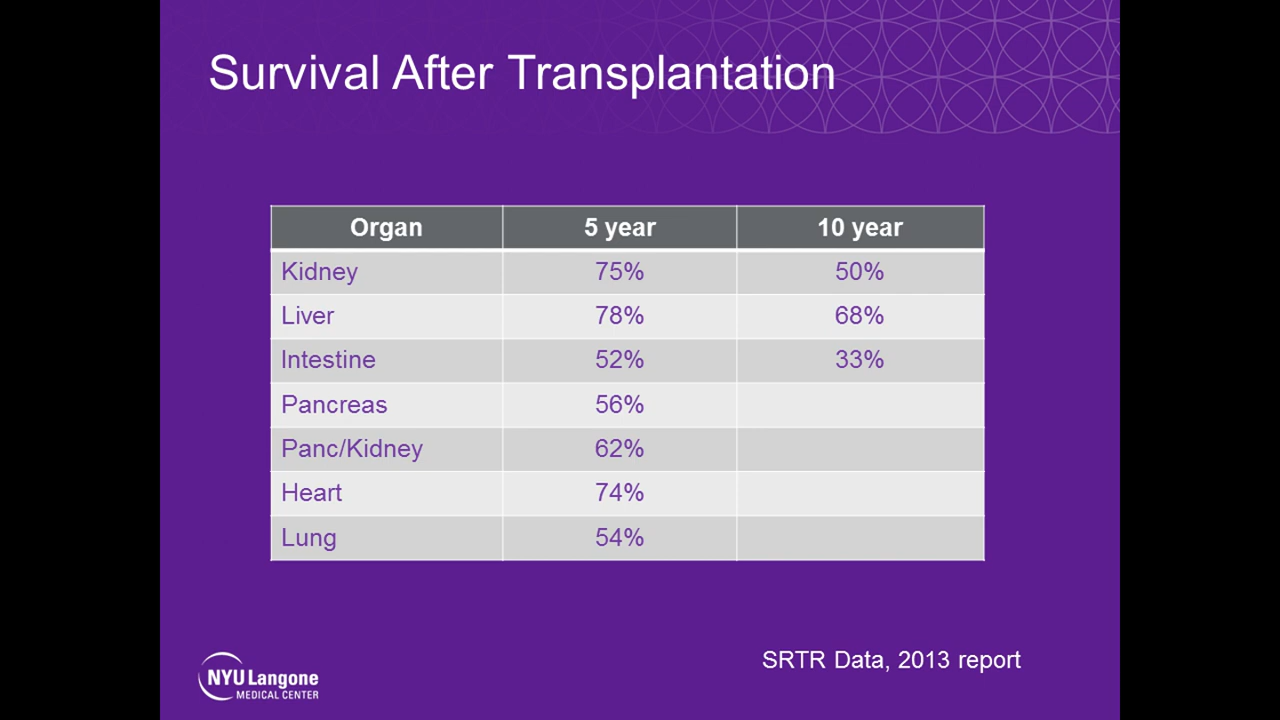 Survival After Transplantation
Organ 5 year 10 year
Kidney 75% 50%
Liver 78% 68%
Intestine 52% 33%
Pancreas 56%
Panc/Kidney 62%
Heart 74%
Lung 54%
SRTR Data, 2013 report
NYU Langone
MEDICAL CENTER